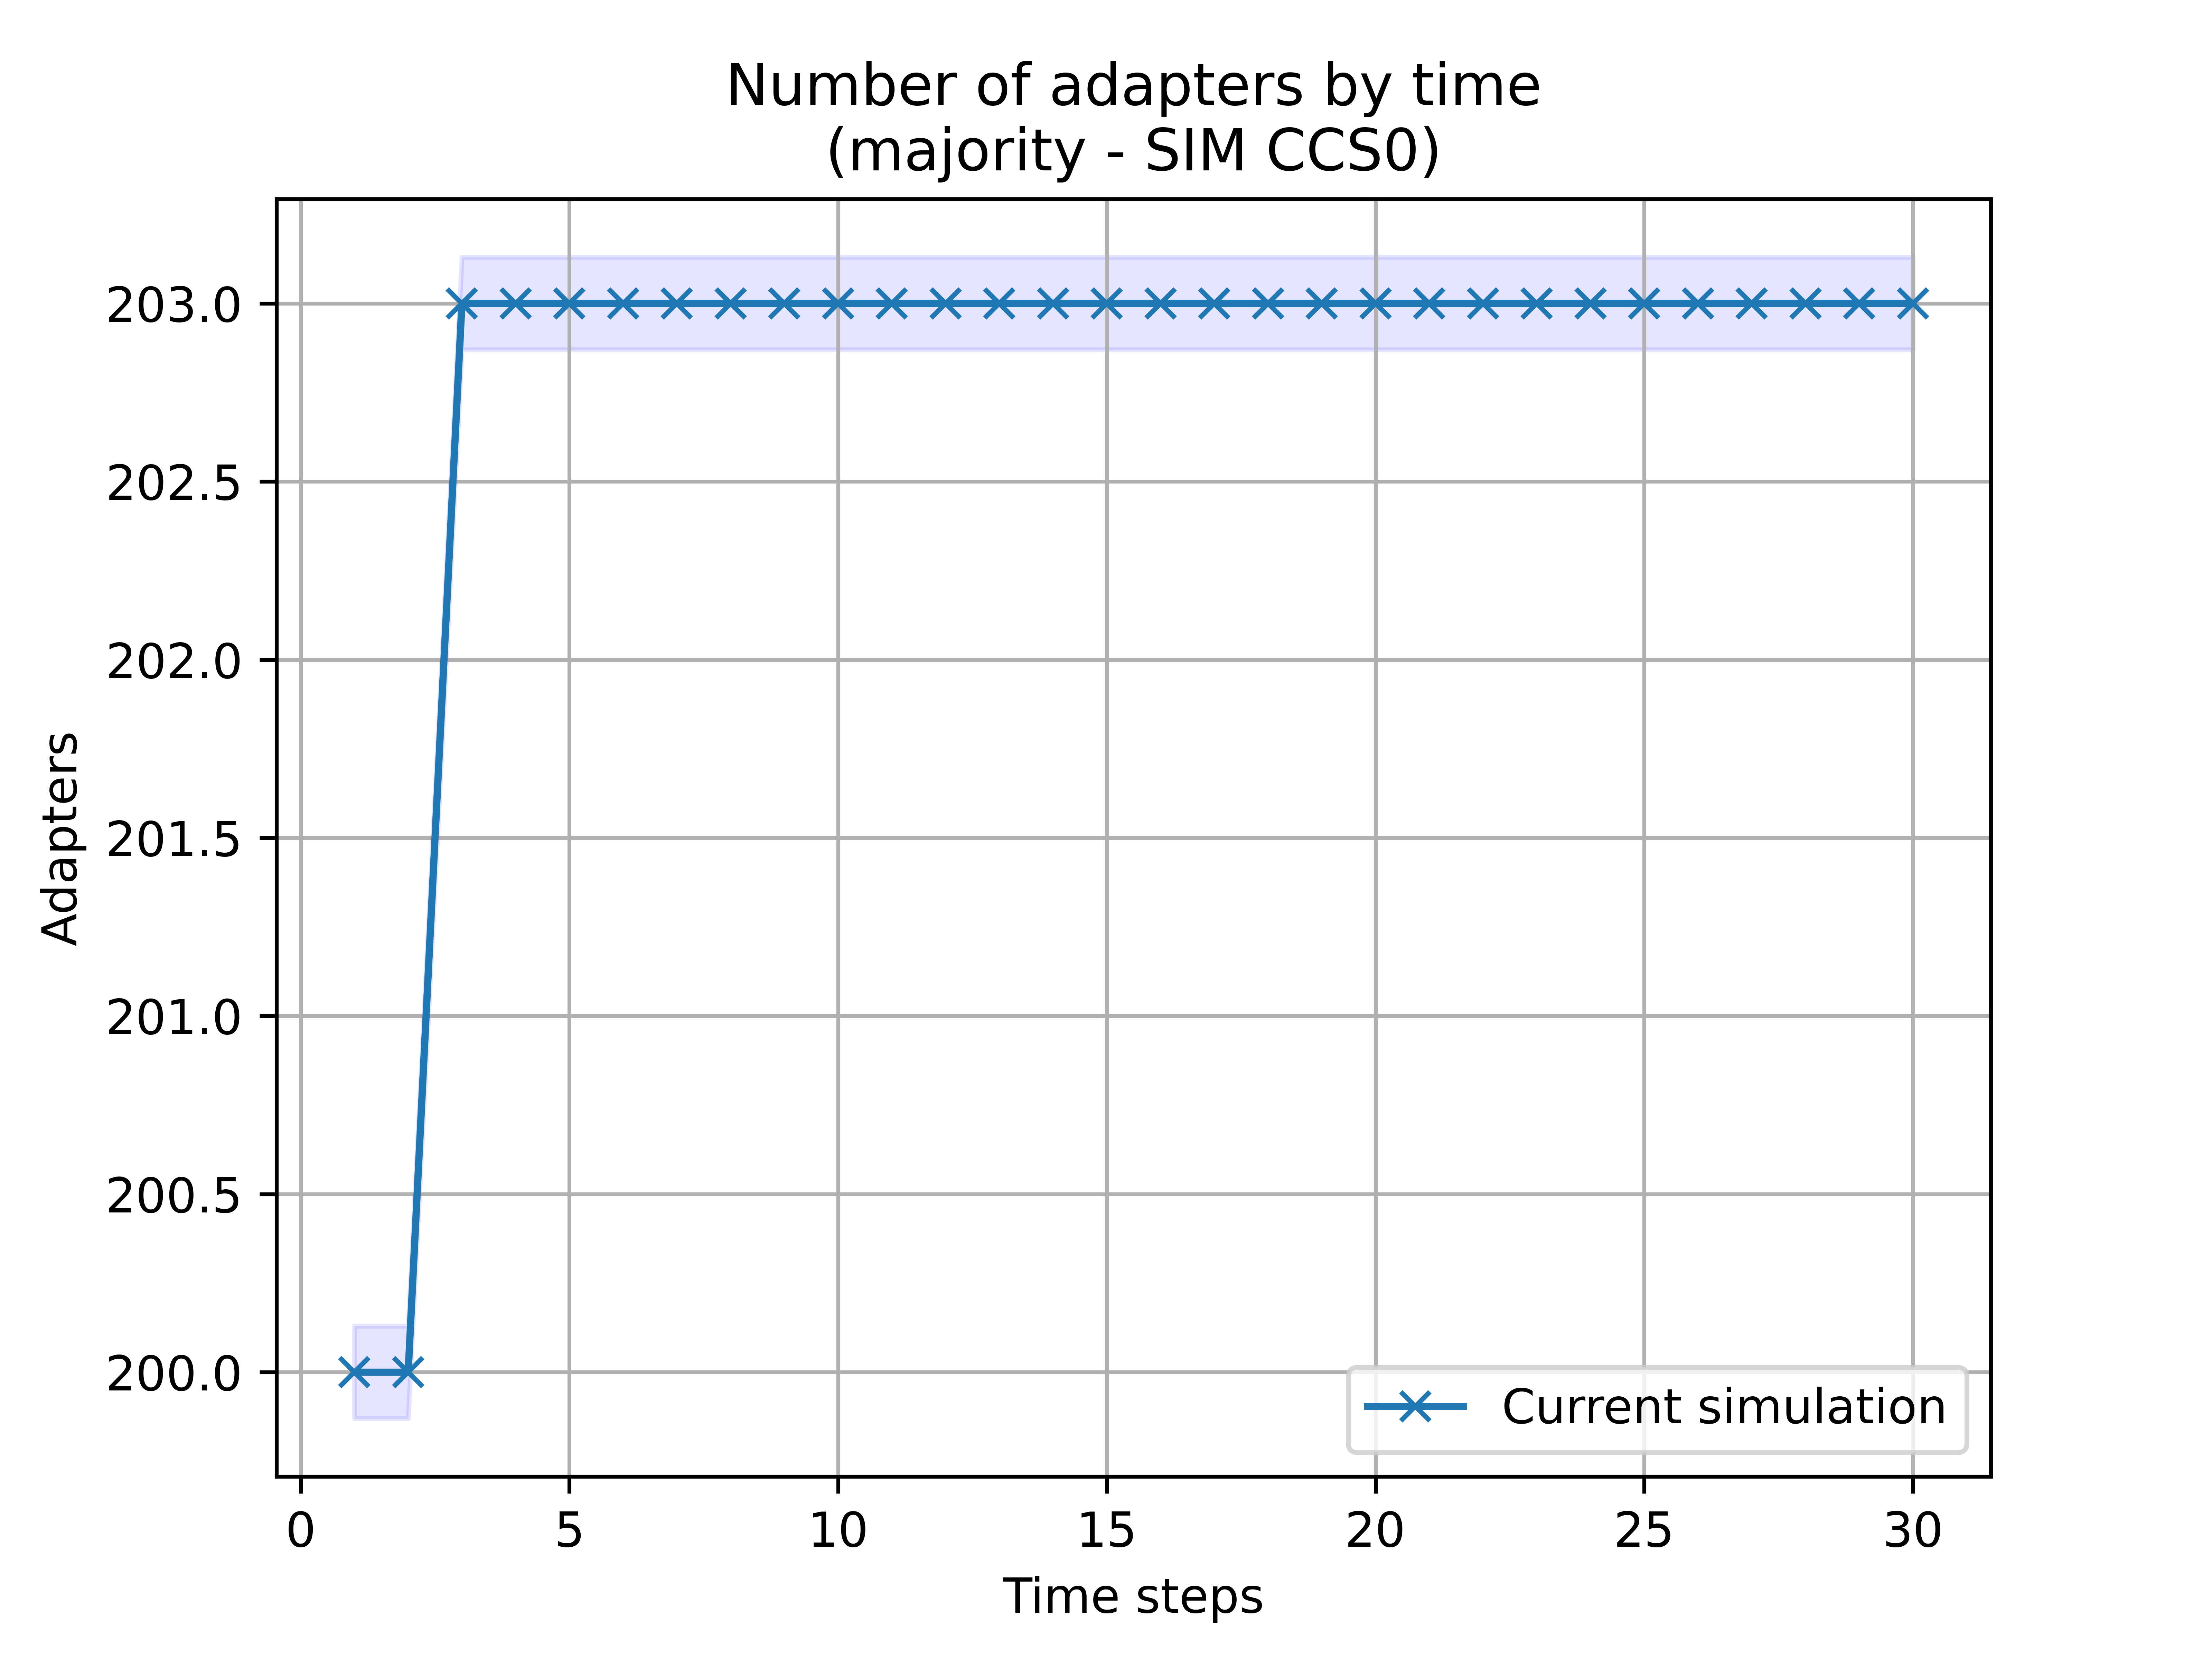 Number of adapters by time
(majority - SIM CCS0)
203.0
202.5
202.0
201.5
201.0
200.5
200.0
Adapters
Current simulation
0 5 10 15 20 25 30
Time steps